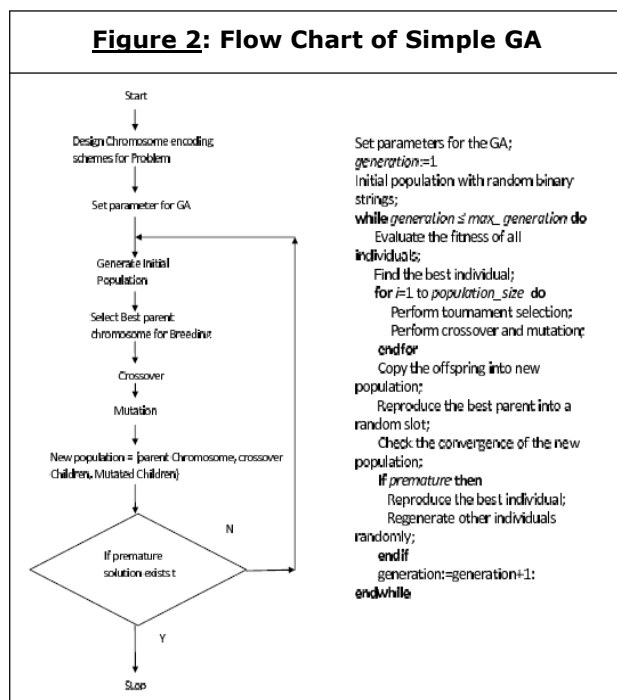 Figure 2: Flow Chart of Simple GA
Start
Design Chromosome encoding
schemes for Problem
Set parameter for GA
Generate Initial
Population
Select Best parent
chromosome for Breeding
Crossover
Mutation
New population = {parent Chromosome, crossover
Children, Mutated Children}
N
If premature
solution exists t
Y
Stop
Set parameters for the GA;
generation:=1
Initial population with random binary
strings;
while generation ≤ max_ generation do
Evaluate the fitness of all
individuals;
Find the best individual;
for i=1 to population_size do
Perform tournament selection;
Perform crossover and mutation;
endfor
Copy the offspring into new
population;
Reproduce the best parent into a
random slot;
Check the convergence of the new
population;
If premature then
Reproduce the best individual;
Regenerate other individuals
randomly;
endif
generation:=generation+1:
endwhile